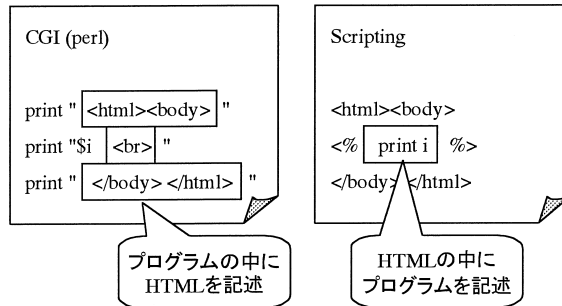 CGI (perl)
print " <html><body> "
print "$i <br> "
print " </body> </html> "
プログラムの中に
HTMLを記述
Scripting
<html><body>
<% print i %>
</body> </html>
HTMLの中に
プログラムを記述